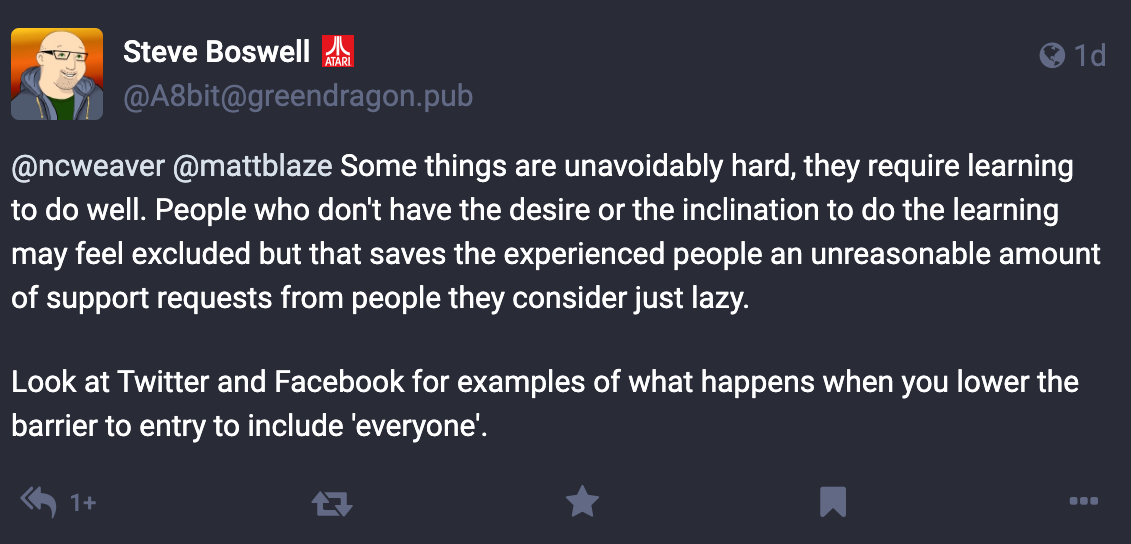 Steve Boswell ATARI
1d
@A8bit@greendragon.pub
@ncweaver @mattblaze Some things are unavoidably hard, they require learning
to do well. People who don't have the desire or the inclination to do the learning
may feel excluded but that saves the experienced people an unreasonable amount
of support requests from people they consider just lazy.
Look at Twitter and Facebook for examples of what happens when you lower the
barrier to entry to include 'everyone'.
1+